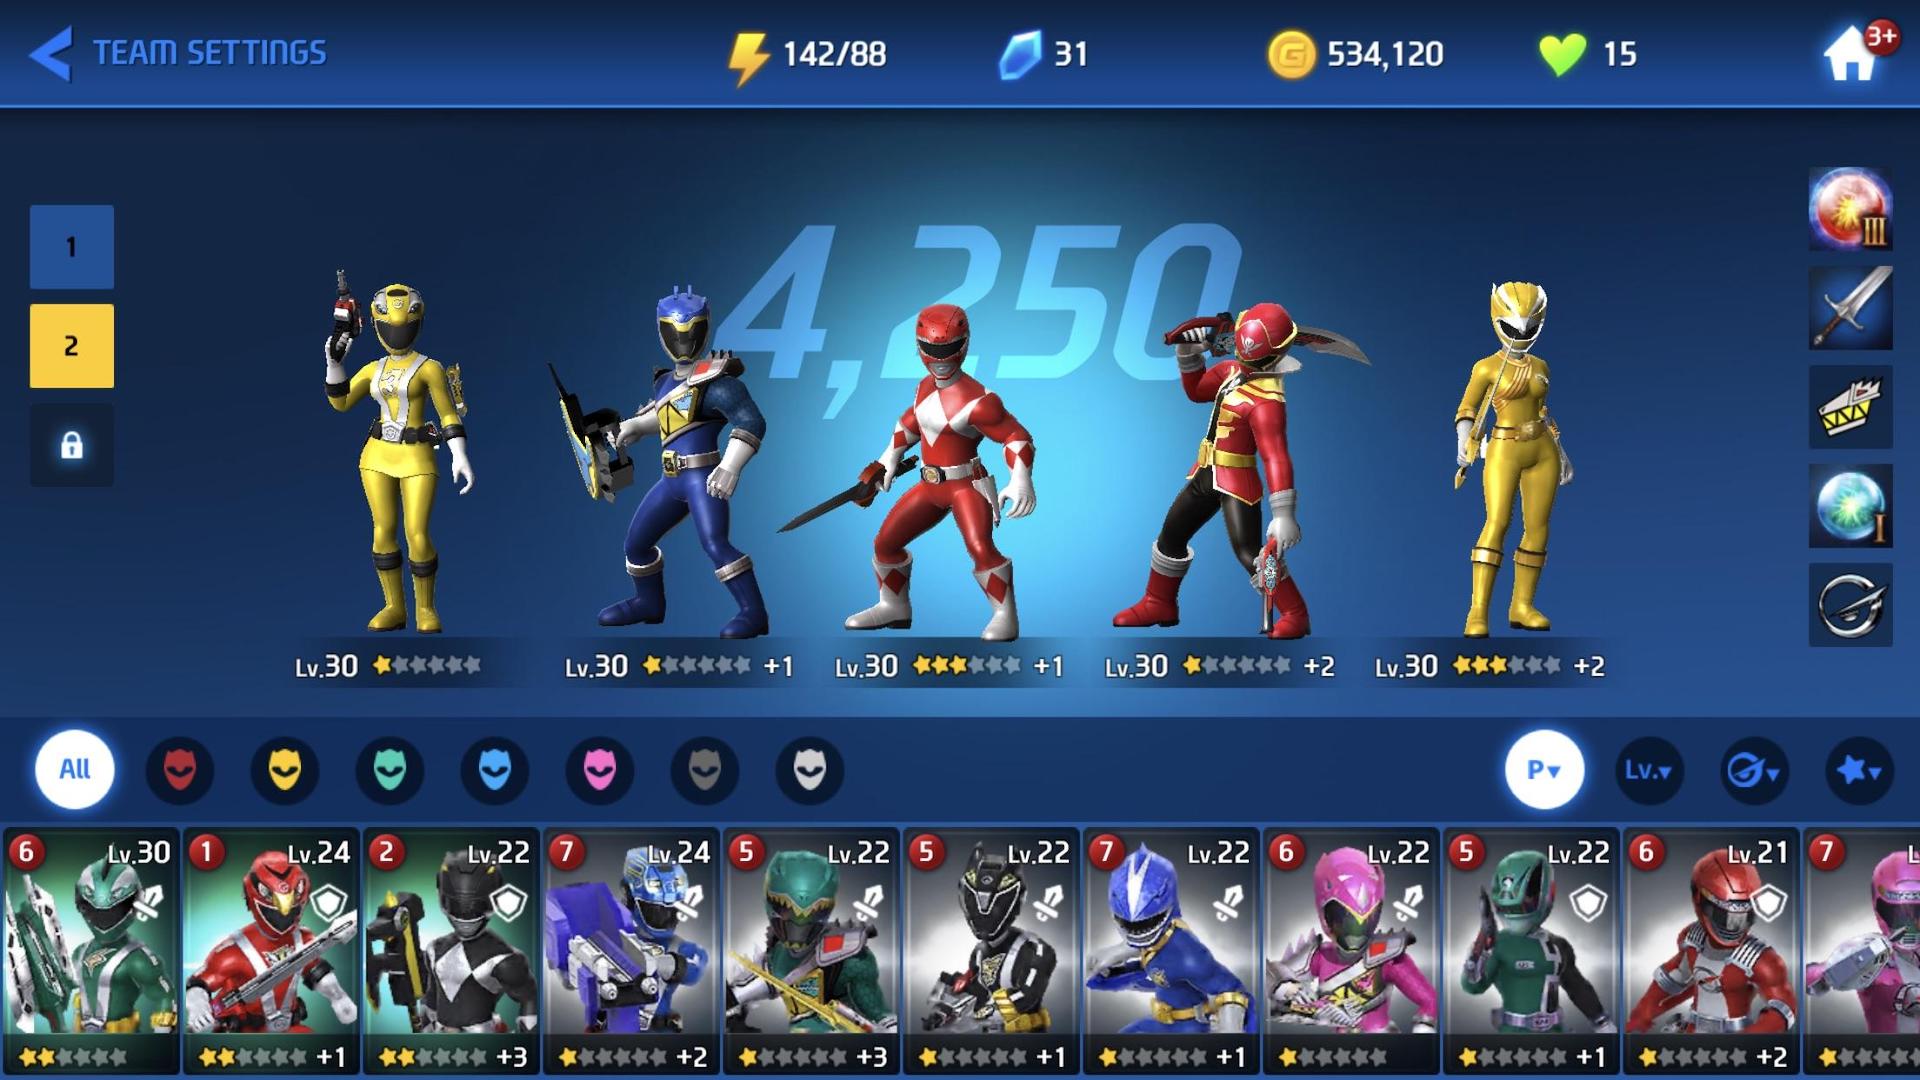 TEAM SETTINGS
142/88
31
534,120
15
3+
1
2
4,250
III
I
Lv.30
Lv.30 +1
Lv.30 +1
Lv.30 +2
Lv.30 +2
All
P▾
Lv.▾
6 Lv.30
1 Lv.24
2 Lv.22
7 Lv.24
5 Lv.22
5 Lv.22
7 Lv.22
6 Lv.22
5 Lv.22
6 Lv.21
7
+1
+3
+2
+3
+1
+1
+1
+2